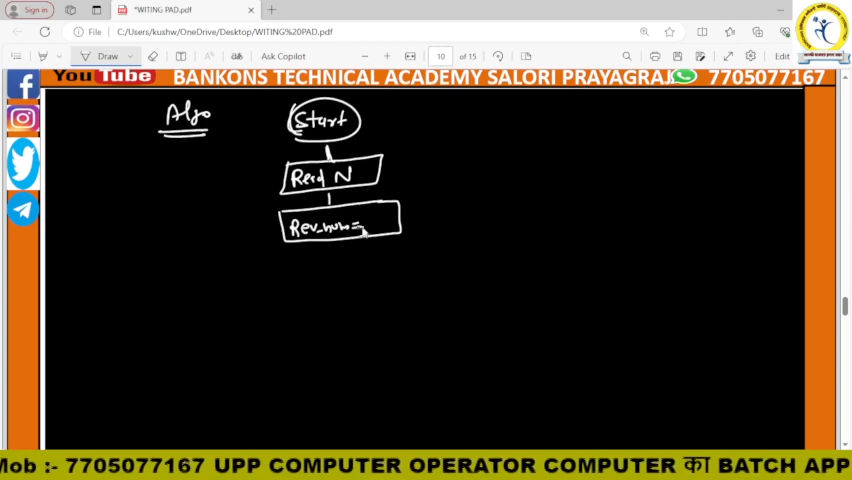 Sign in
*WITING PAD.pdf
File
C:/Users/kushw/OneDrive/Desktop/WITING%20PAD.pdf
Draw
Ask Copilot
10
of 15
Edit
You Tube
BANKONS TECHNICAL ACADEMY SALORI PRAYAGRAJ
7705077167
Algo
Start
Read N
Rev_num=
Mob :- 7705077167 UPP COMPUTER OPERATOR COMPUTER का BATCH APP